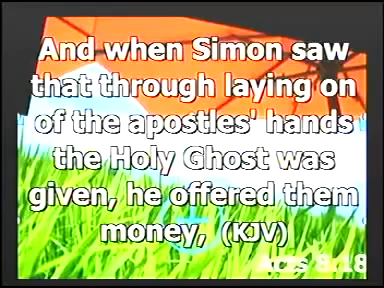 And when Simon saw
that through laying on
of the apostles' hands
the Holy Ghost was
given, he offered them
money, (KJV)
Acts 8:18